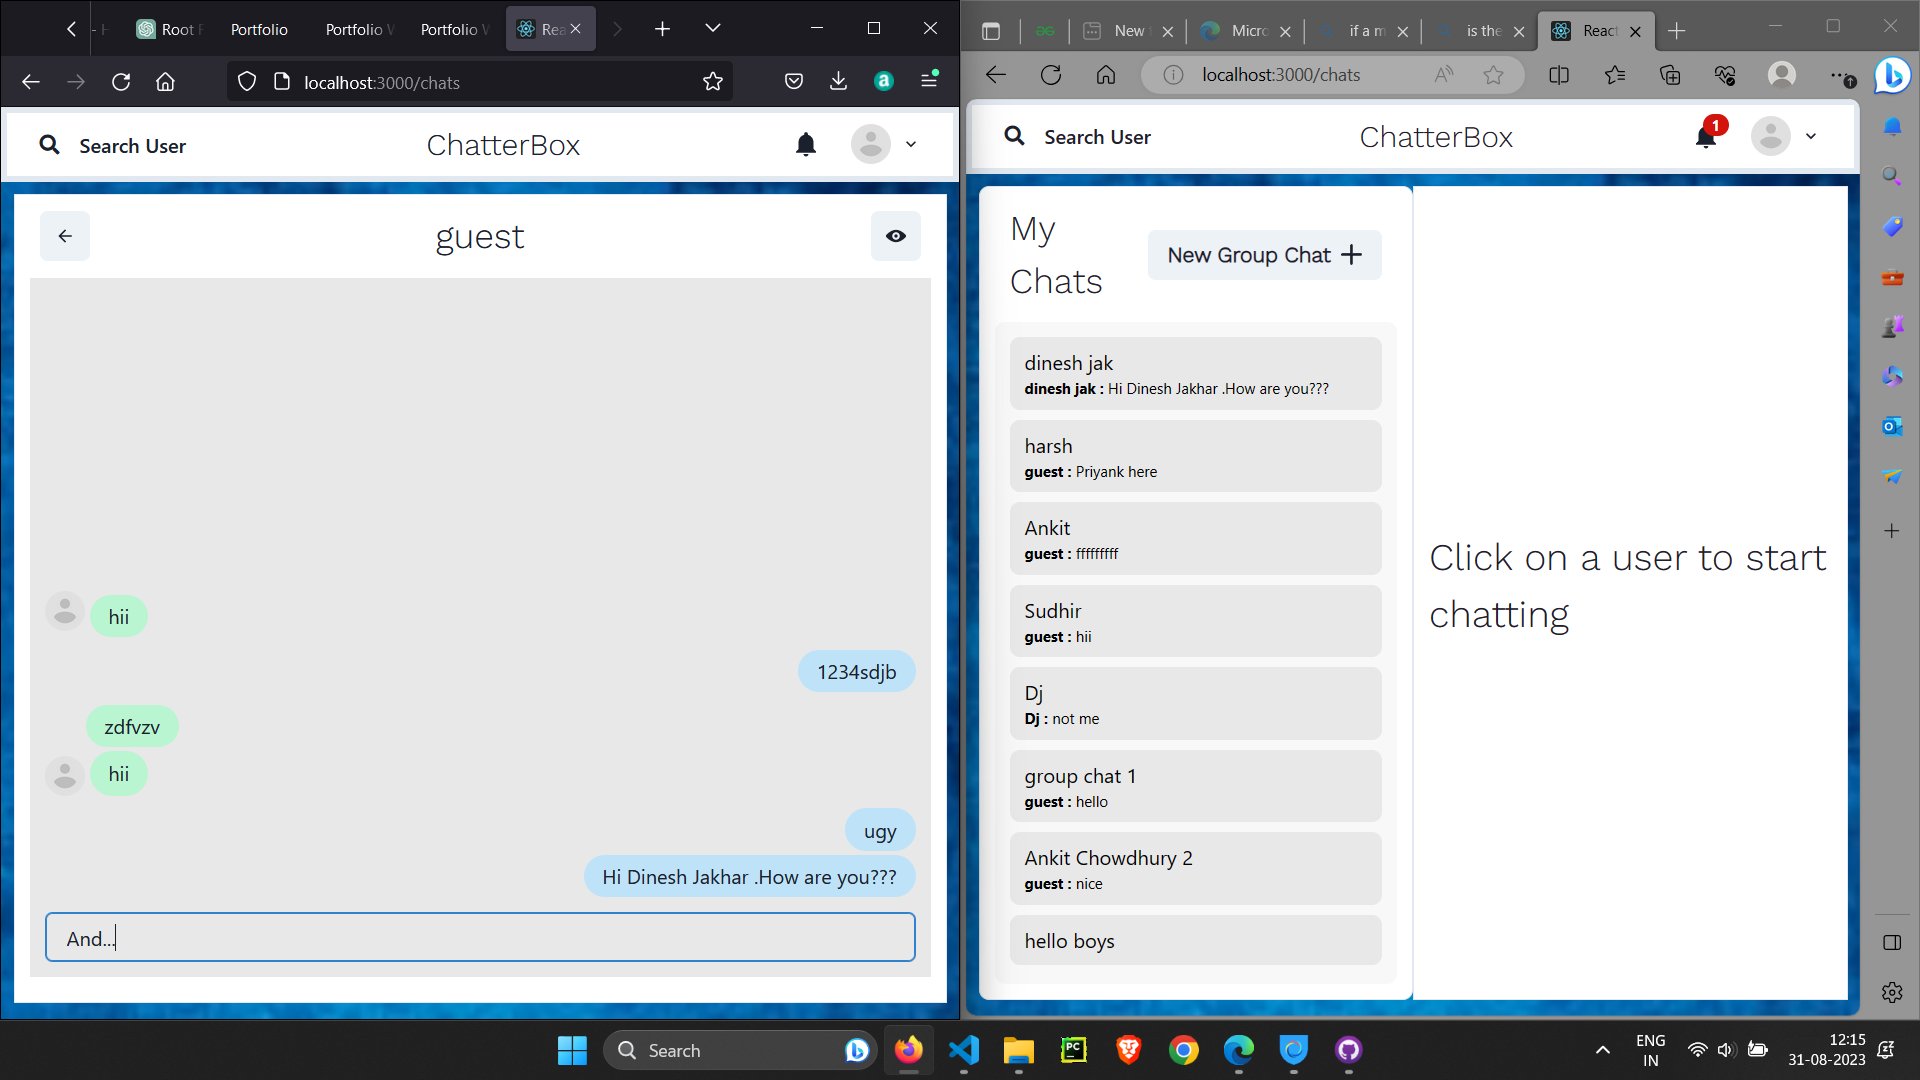 Root
Portfolio
Portfolio
Portfolio
Rea
localhost:3000/chats
Search User
ChatterBox
guest
hii
1234sdjb
zdfvzv
hii
ugy
Hi Dinesh Jakhar .How are you???
And...
New
Micro
if a m
is the
React
localhost:3000/chats
Search User
ChatterBox
1
My
Chats
New Group Chat
dinesh jak
dinesh jak : Hi Dinesh Jakhar .How are you???
harsh
guest : Priyank here
Ankit
guest : fffffffff
Sudhir
guest : hii
Dj
Dj : not me
group chat 1
guest : hello
Ankit Chowdhury 2
guest : nice
hello boys
Click on a user to start
chatting
Search
ENG
IN
12:15
31-08-2023